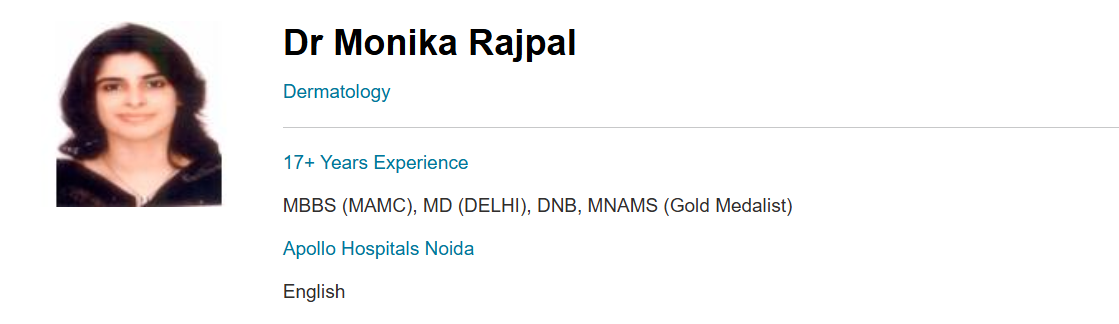 Dr Monika Rajpal
Dermatology
17+ Years Experience
MBBS (MAMC), MD (DELHI), DNB, MNAMS (Gold Medalist)
Apollo Hospitals Noida
English